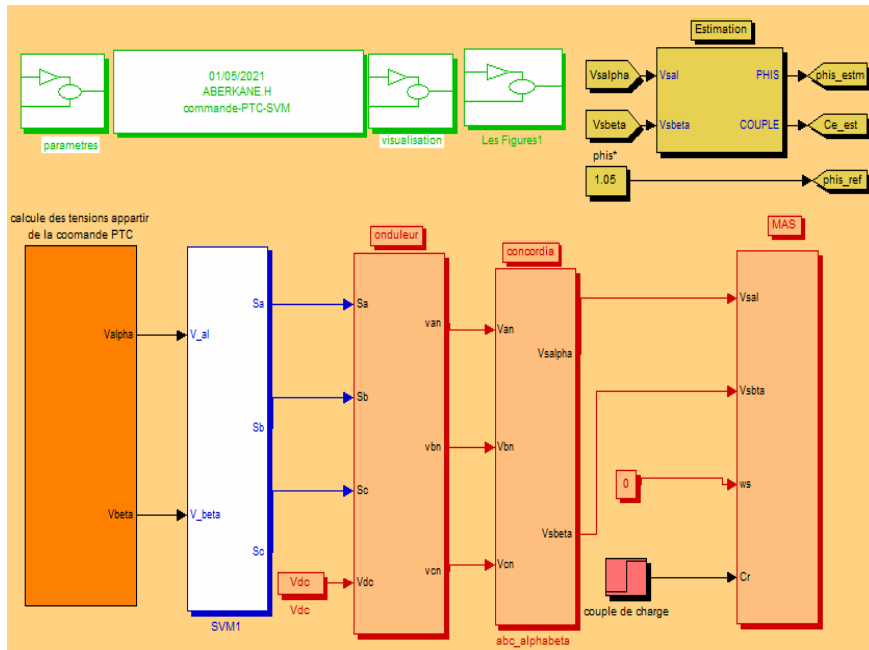 Estimation
01/05/2021
ABERKANE.H
commande-PTC-SVM
parametres
visualisation
Les Figures1
Vsalpha
Vsal
PHIS
phis_estm
Vsbeta
Vsbeta
COUPLE
Ce_est
phis*
1.05
phis_ref
calcule des tensions appartir
de la coomande PTC
onduleur
concordia
MAS
Valpha
V_al
Sa
Sa
van
Van
Vsalpha
Vsal
Sb
Sb
vbn
Vbn
Vsbta
Vbeta
V_beta
Sc
Sc
Vsbeta
0
ws
Vdc
Vdc
Vdc
vcn
Vcn
Cr
SVM1
abc_alphabeta
couple de charge